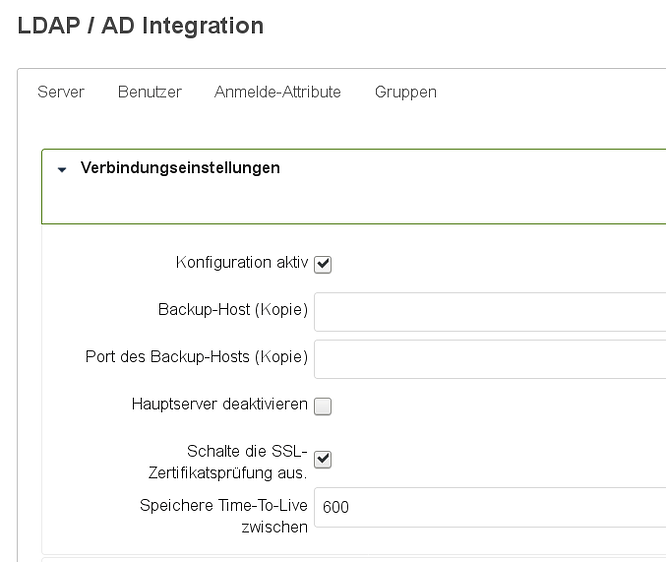 LDAP / AD Integration
Server Benutzer Anmelde-Attribute Gruppen
Verbindungseinstellungen
Konfiguration aktiv
Backup-Host (Kopie)
Port des Backup-Hosts (Kopie)
Hauptserver deaktivieren
Schalte die SSL-
Zertifikatsprüfung aus.
Speichere Time-To-Live 600
zwischen